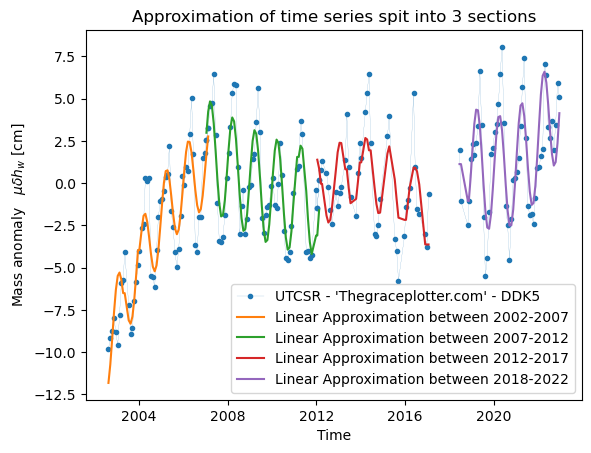 Approximation of time series spit into 3 sections
Mass anomaly μδh_w [cm]
7.5
5.0
2.5
0.0
−2.5
−5.0
−7.5
−10.0
−12.5
UTCSR - 'Thegraceplotter.com' - DDK5
Linear Approximation between 2002-2007
Linear Approximation between 2007-2012
Linear Approximation between 2012-2017
Linear Approximation between 2018-2022
2004 2008 2012 2016 2020
Time